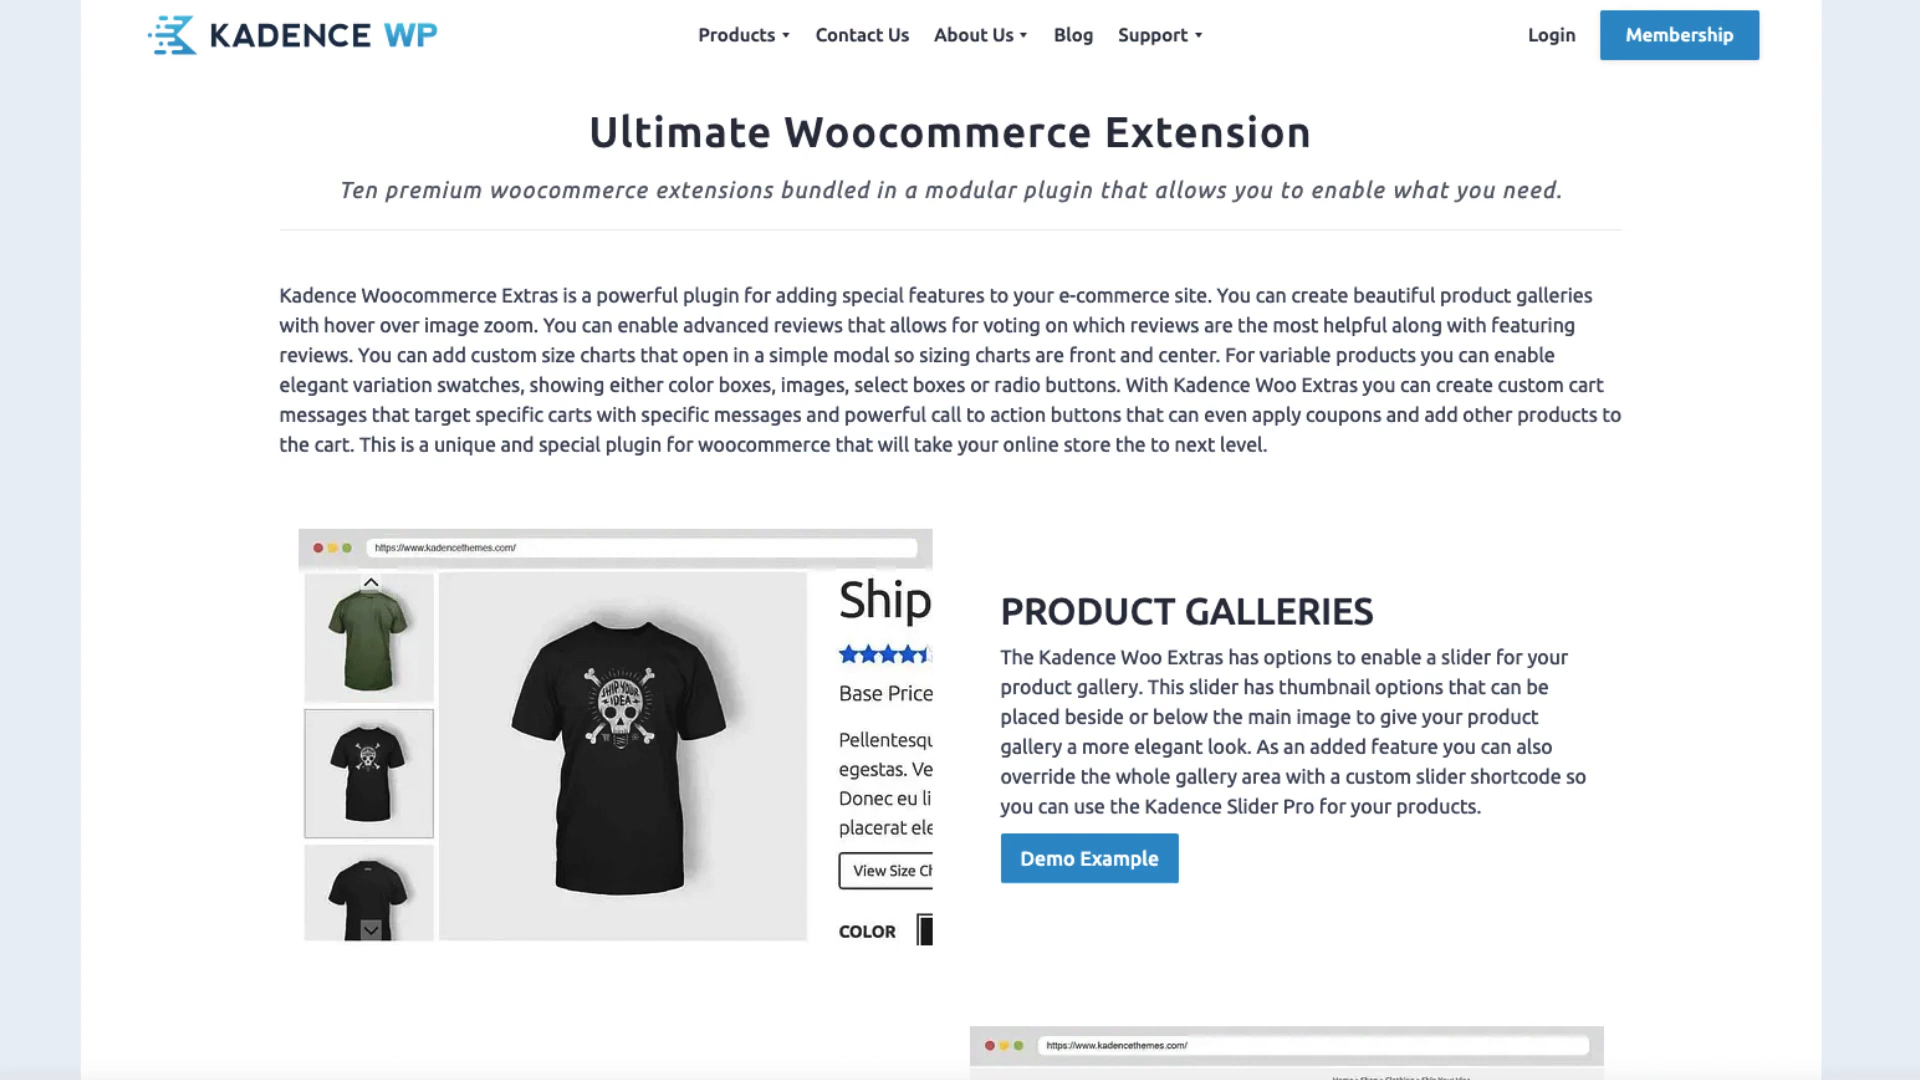 KADENCE WP
Products
Contact Us
About Us
Blog
Support
Login
Membership
Ultimate Woocommerce Extension
Ten premium woocommerce extensions bundled in a modular plugin that allows you to enable what you need.
Kadence Woocommerce Extras is a powerful plugin for adding special features to your e-commerce site. You can create beautiful product galleries
with hover over image zoom. You can enable advanced reviews that allows for voting on which reviews are the most helpful along with featuring
reviews. You can add custom size charts that open in a simple modal so sizing charts are front and center. For variable products you can enable
elegant variation swatches, showing either color boxes, images, select boxes or radio buttons. With Kadence Woo Extras you can create custom cart
messages that target specific carts with specific messages and powerful call to action buttons that can even apply coupons and add other products to
the cart. This is a unique and special plugin for woocommerce that will take your online store the to next level.
https://www.kadencethemes.com/
SHIP YOUR
IDEA
Ship
Base Price
Pellentesqu
egestas. Ve
Donec eu li
placerat ele
View Size Ch
COLOR
PRODUCT GALLERIES
The Kadence Woo Extras has options to enable a slider for your
product gallery. This slider has thumbnail options that can be
placed beside or below the main image to give your product
gallery a more elegant look. As an added feature you can also
override the whole gallery area with a custom slider shortcode so
you can use the Kadence Slider Pro for your products.
Demo Example
https://www.kadencethemes.com/